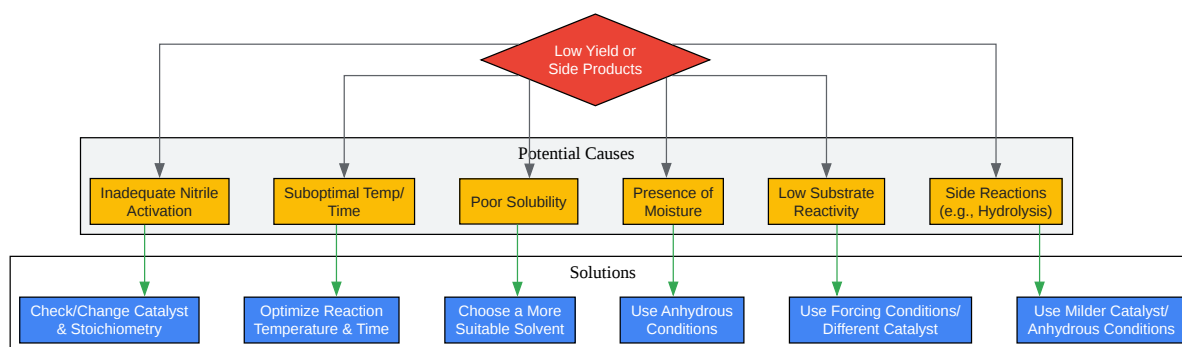 Low Yield or
Side Products
Potential Causes
Inadequate Nitrile
Activation
Suboptimal Temp/
Time
Poor Solubility
Presence of
Moisture
Low Substrate
Reactivity
Side Reactions
(e.g., Hydrolysis)
Solutions
Check/Change Catalyst
& Stoichiometry
Optimize Reaction
Temperature & Time
Choose a More
Suitable Solvent
Use Anhydrous
Conditions
Use Forcing Conditions/
Different Catalyst
Use Milder Catalyst/
Anhydrous Conditions